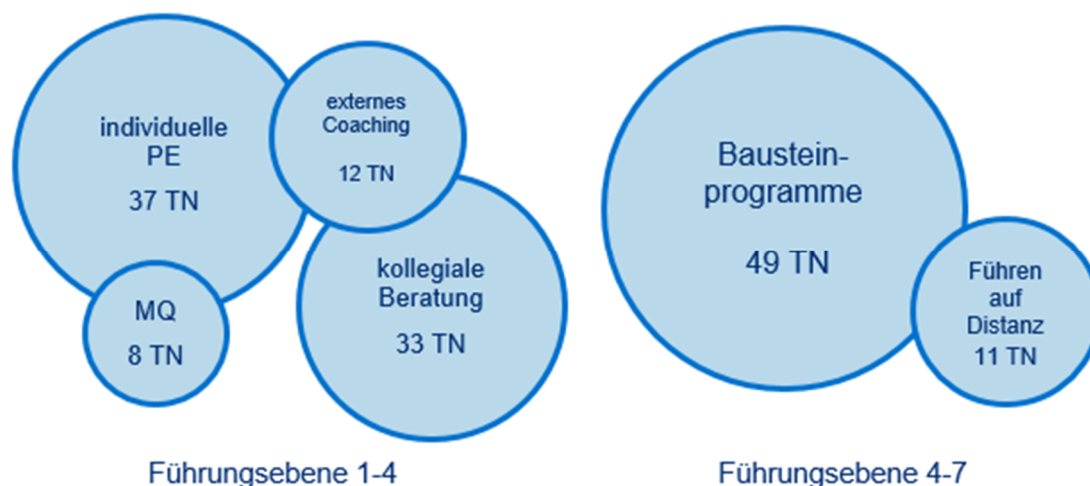 individuelle
PE
37 TN
externes
Coaching
12 TN
MQ
8 TN
kollegiale
Beratung
33 TN
Führungsebene 1-4
Baustein-
programme
49 TN
Führen
auf
Distanz
11 TN
Führungsebene 4-7